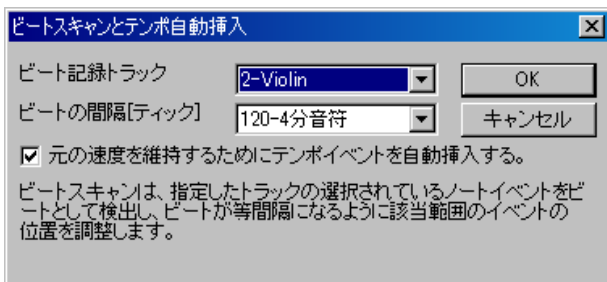 ビートスキャンとテンポ自動挿入
ビート記録トラック
2-Violin
OK
ビートの間隔[ティック]
120-4分音符
キャンセル
元の速度を維持するためにテンポイベントを自動挿入する。
ビートスキャンは、指定したトラックの選択されているノートイベントをビ
ートとして検出し、ビートが等間隔になるように該当範囲のイベントの
位置を調整します。